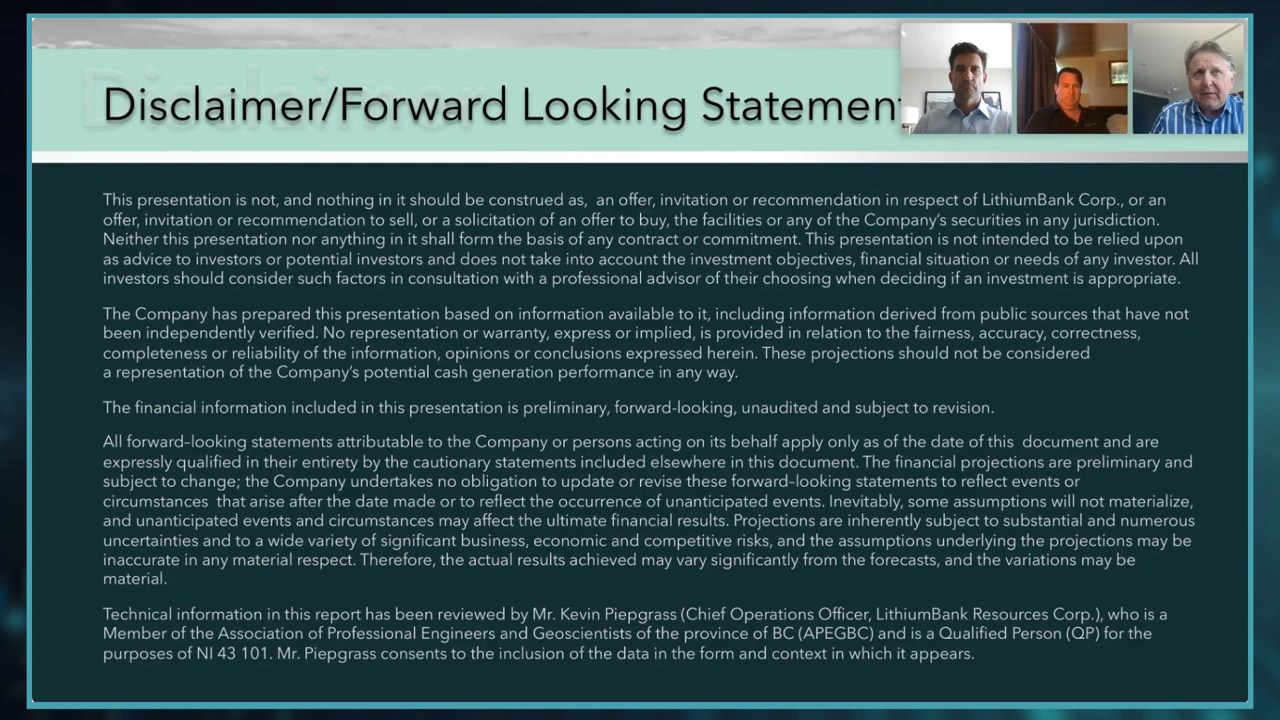 Disclaimer/Forward Looking Statemen
This presentation is not, and nothing in it should be construed as, an offer, invitation or recommendation in respect of LithiumBank Corp., or an
offer, invitation or recommendation to sell, or a solicitation of an offer to buy, the facilities or any of the Company's securities in any jurisdiction.
Neither this presentation nor anything in it shall form the basis of any contract or commitment. This presentation is not intended to be relied upon
as advice to investors or potential investors and does not take into account the investment objectives, financial situation or needs of any investor. All
investors should consider such factors in consultation with a professional advisor of their choosing when deciding if an investment is appropriate.
The Company has prepared this presentation based on information available to it, including information derived from public sources that have not
been independently verified. No representation or warranty, express or implied, is provided in relation to the fairness, accuracy, correctness,
completeness or reliability of the information, opinions or conclusions expressed herein. These projections should not be considered
a representation of the Company's potential cash generation performance in any way.
The financial information included in this presentation is preliminary, forward-looking, unaudited and subject to revision.
All forward–looking statements attributable to the Company or persons acting on its behalf apply only as of the date of this document and are
expressly qualified in their entirety by the cautionary statements included elsewhere in this document. The financial projections are preliminary and
subject to change; the Company undertakes no obligation to update or revise these forward–looking statements to reflect events or
circumstances that arise after the date made or to reflect the occurrence of unanticipated events. Inevitably, some assumptions will not materialize,
and unanticipated events and circumstances may affect the ultimate financial results. Projections are inherently subject to substantial and numerous
uncertainties and to a wide variety of significant business, economic and competitive risks, and the assumptions underlying the projections may be
inaccurate in any material respect. Therefore, the actual results achieved may vary significantly from the forecasts, and the variations may be
material.
Technical information in this report has been reviewed by Mr. Kevin Piepgrass (Chief Operations Officer, LithiumBank Resources Corp.), who is a
Member of the Association of Professional Engineers and Geoscientists of the province of BC (APEGBC) and is a Qualified Person (QP) for the
purposes of NI 43 101. Mr. Piepgrass consents to the inclusion of the data in the form and context in which it appears.